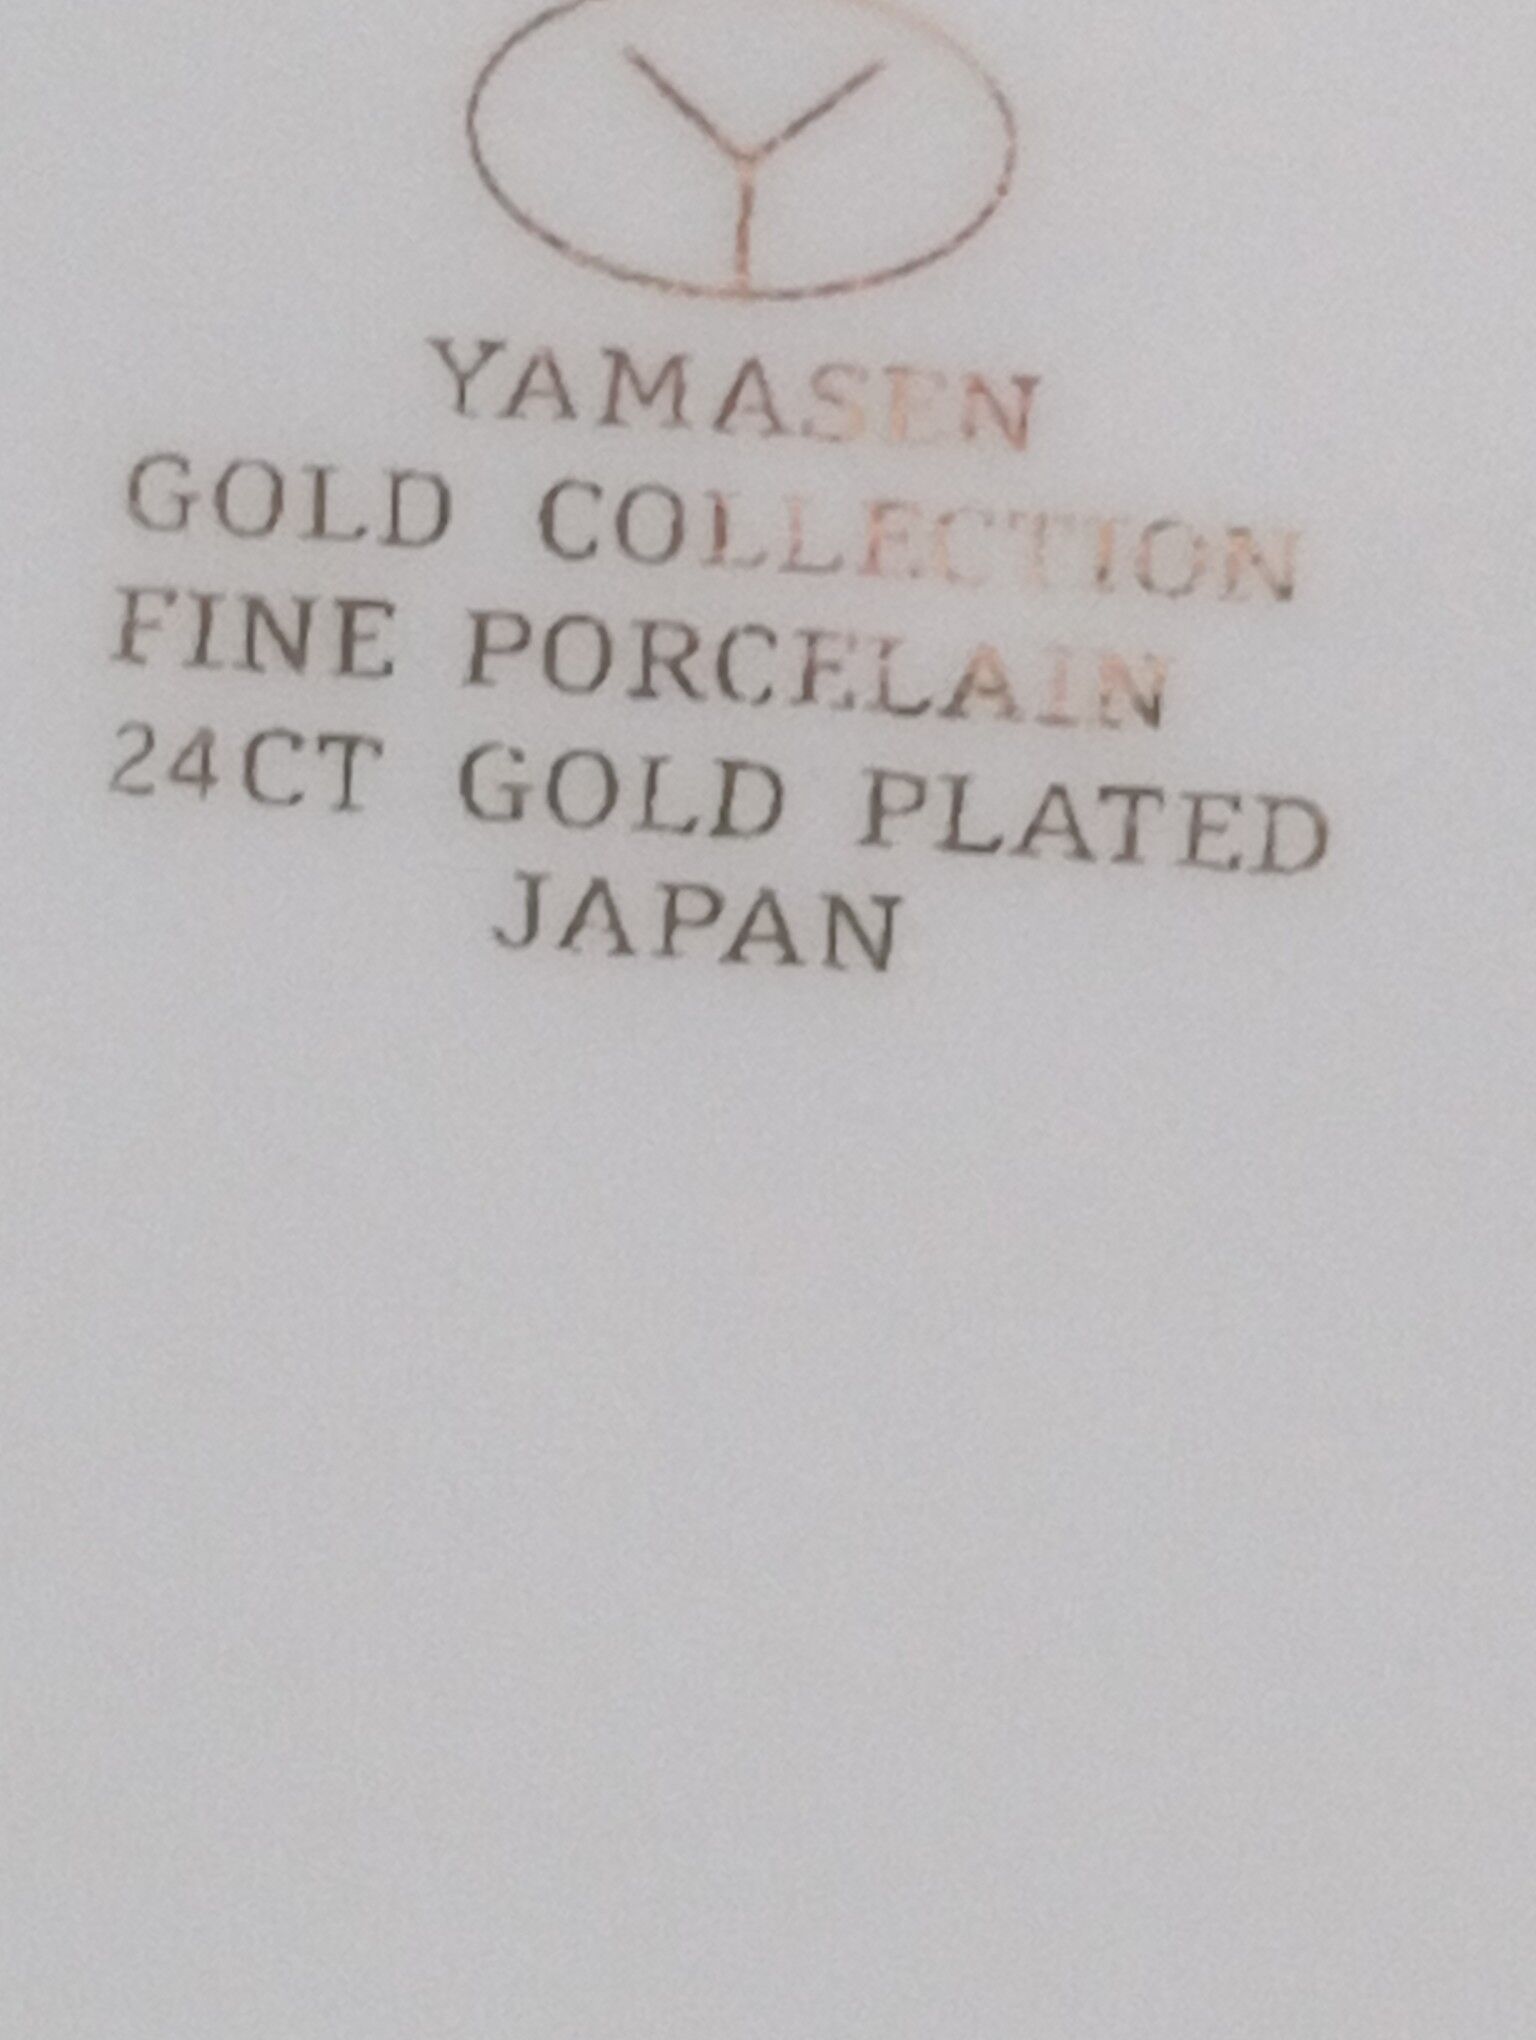 Y
YAMASEN
GOLD COLLECTION
FINE PORCELAIN
24CT GOLD PLATED
JAPAN